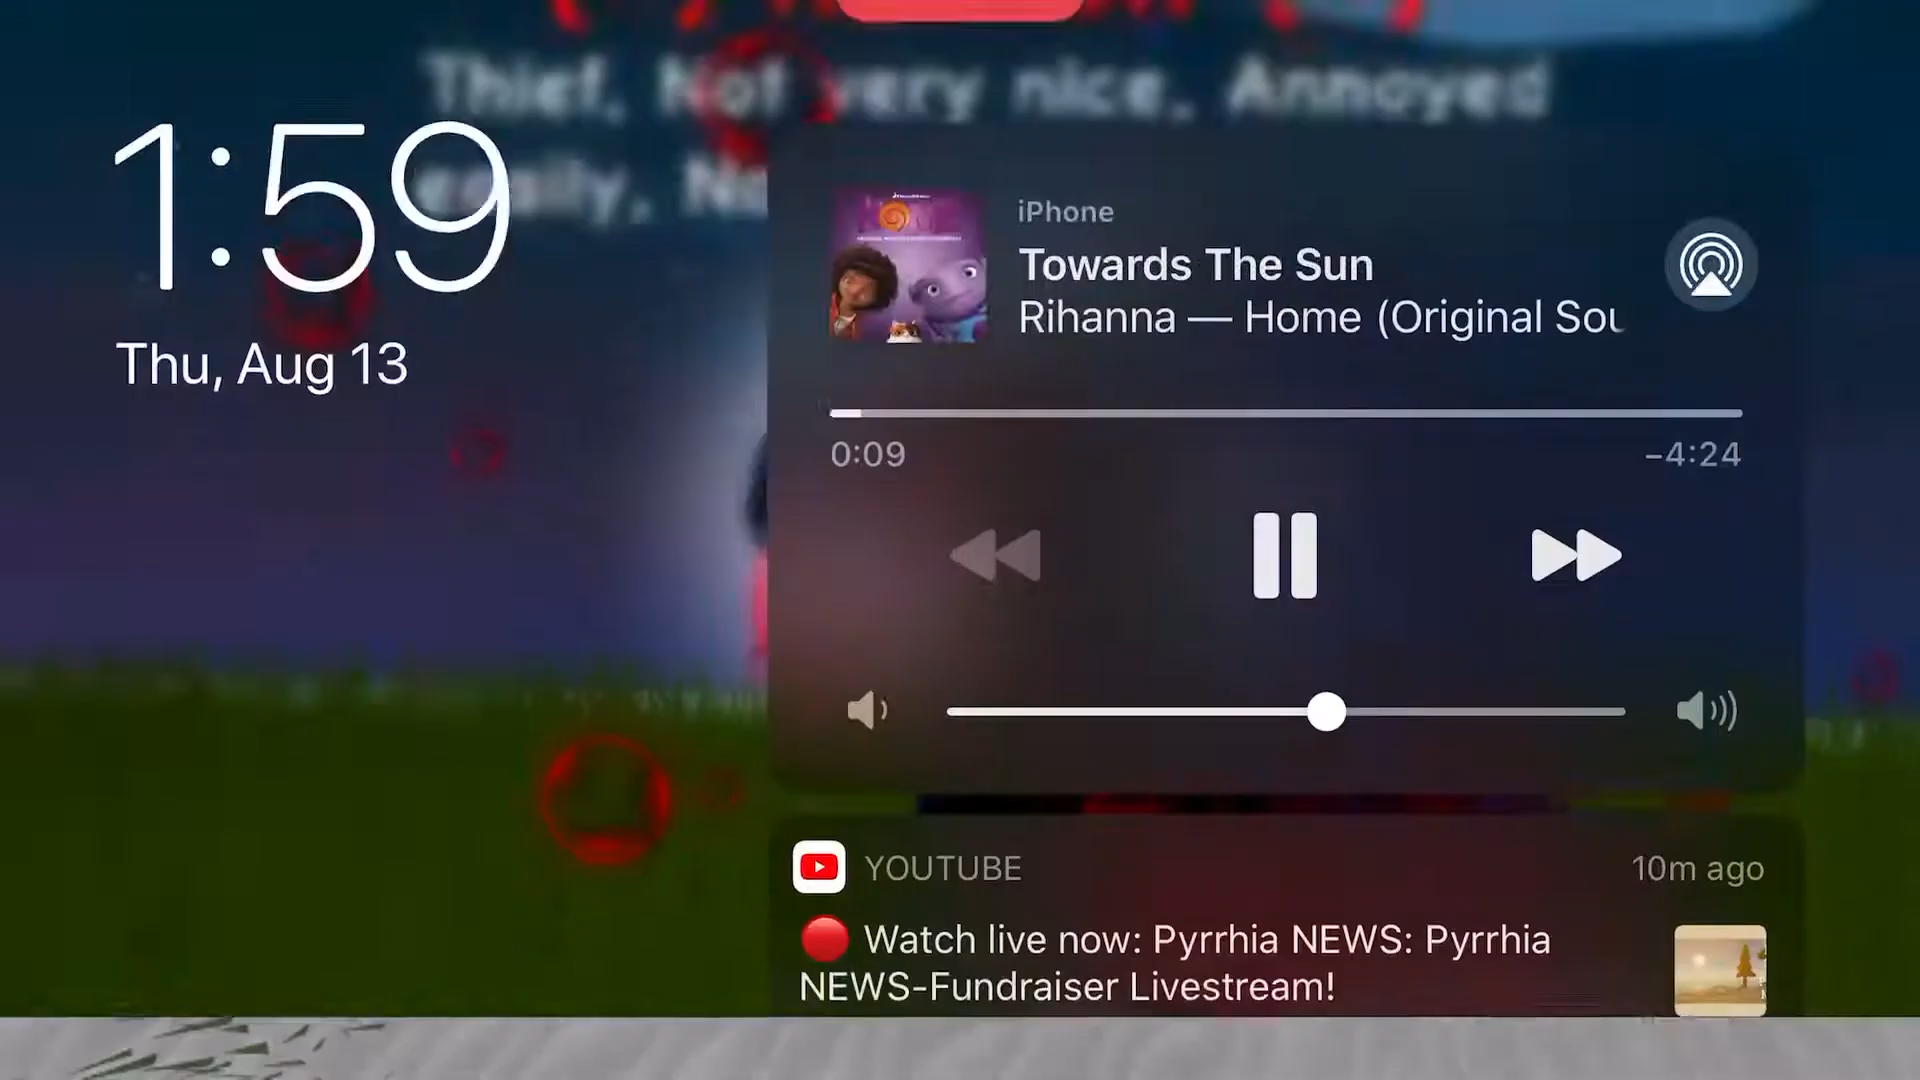 Thief, Not very nice, Annoyed
easily,
1:59
Thu, Aug 13
iPhone
Towards The Sun
Rihanna — Home (Original Sou
0:09
-4:24
YOUTUBE
10m ago
Watch live now: Pyrrhia NEWS: Pyrrhia
NEWS-Fundraiser Livestream!